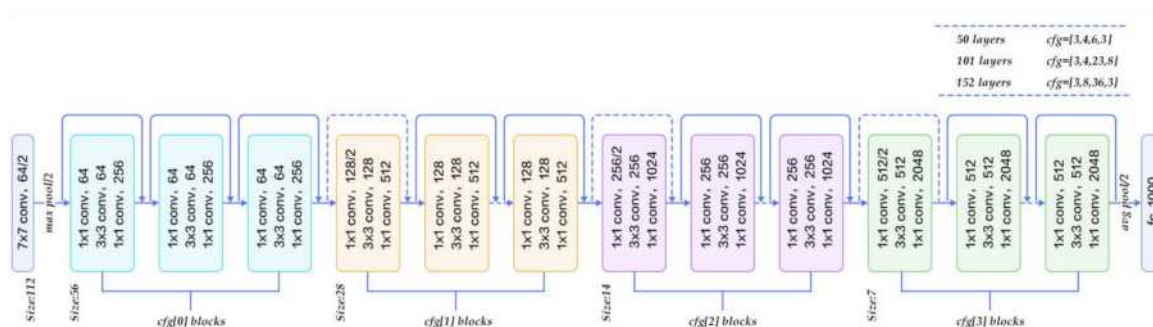 50 layers cfg=[3,4,6,3]
101 layers cfg=[3,4,23,8]
152 layers cfg=[3,8,36,3]
7×7 conv, 64/2
max pool/2
1x1 conv, 64
3x3 conv, 64
1x1 conv, 256
1x1 conv, 64
3x3 conv, 64
1x1 conv, 256
1x1 conv, 64
3x3 conv, 64
1x1 conv, 256
1x1 conv, 128/2
3x3 conv, 128
1x1 conv, 512
1x1 conv, 128
3x3 conv, 128
1x1 conv, 512
1x1 conv, 128
3x3 conv, 128
1x1 conv, 512
1x1 conv, 256/2
3x3 conv, 256
1x1 conv, 1024
1x1 conv, 256
3x3 conv, 256
1x1 conv, 1024
1x1 conv, 256
3x3 conv, 256
1x1 conv, 1024
1x1 conv, 512/2
3x3 conv, 512
1x1 conv, 2048
1x1 conv, 512
3x3 conv, 512
1x1 conv, 2048
1x1 conv, 512
3x3 conv, 512
1x1 conv, 2048
avg pool/2
Size:112
Size:56
cfg[0] blocks
Size:28
cfg[1] blocks
Size:14
cfg[2] blocks
Size:7
cfg[3] blocks